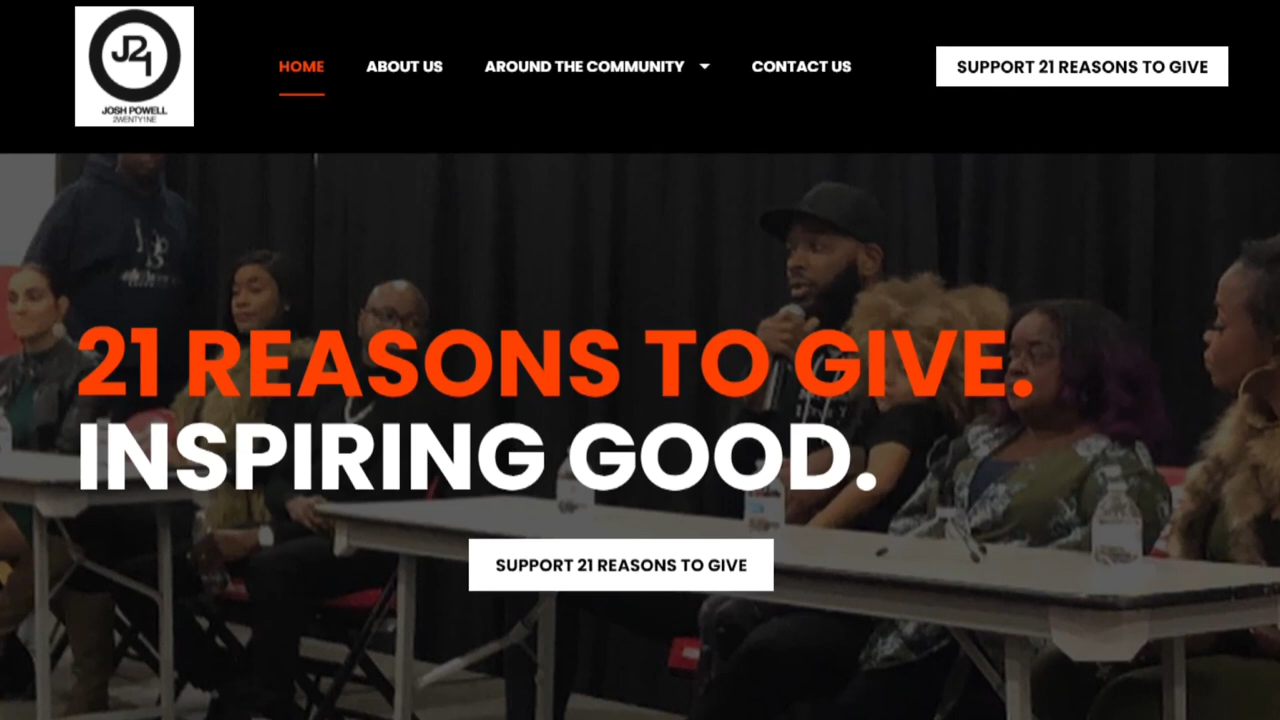 J21
JOSH POWELL
2WENTY1NE
HOME
ABOUT US
AROUND THE COMMUNITY
CONTACT US
SUPPORT 21 REASONS TO GIVE
21 REASONS TO GIVE.
INSPIRING GOOD.
SUPPORT 21 REASONS TO GIVE